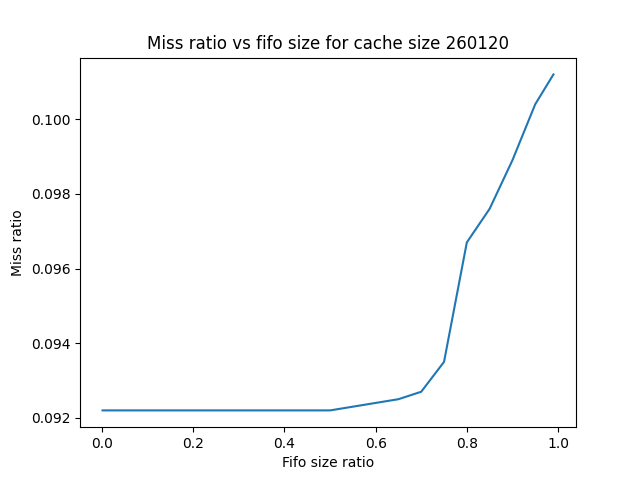 Miss ratio vs fifo size for cache size 260120
0.100
0.098
0.096
0.094
0.092
Miss ratio
0.0 0.2 0.4 0.6 0.8 1.0
Fifo size ratio